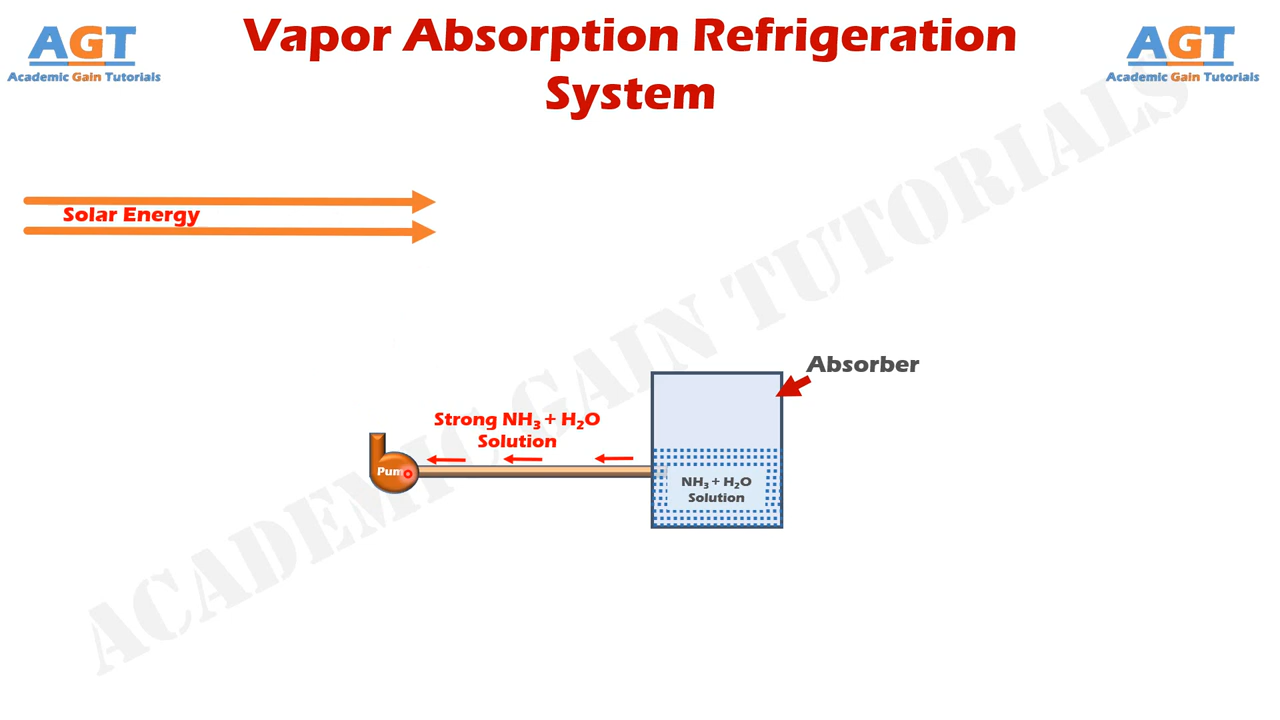 AGT
Academic Gain Tutorials
Vapor Absorption Refrigeration
System
AGT
Academic Gain Tutorials
Solar Energy
Absorber
Strong NH₃ + H₂O
Solution
Pump
NH₃ + H₂O
Solution
ACADEMIC GAIN TUTORIALS